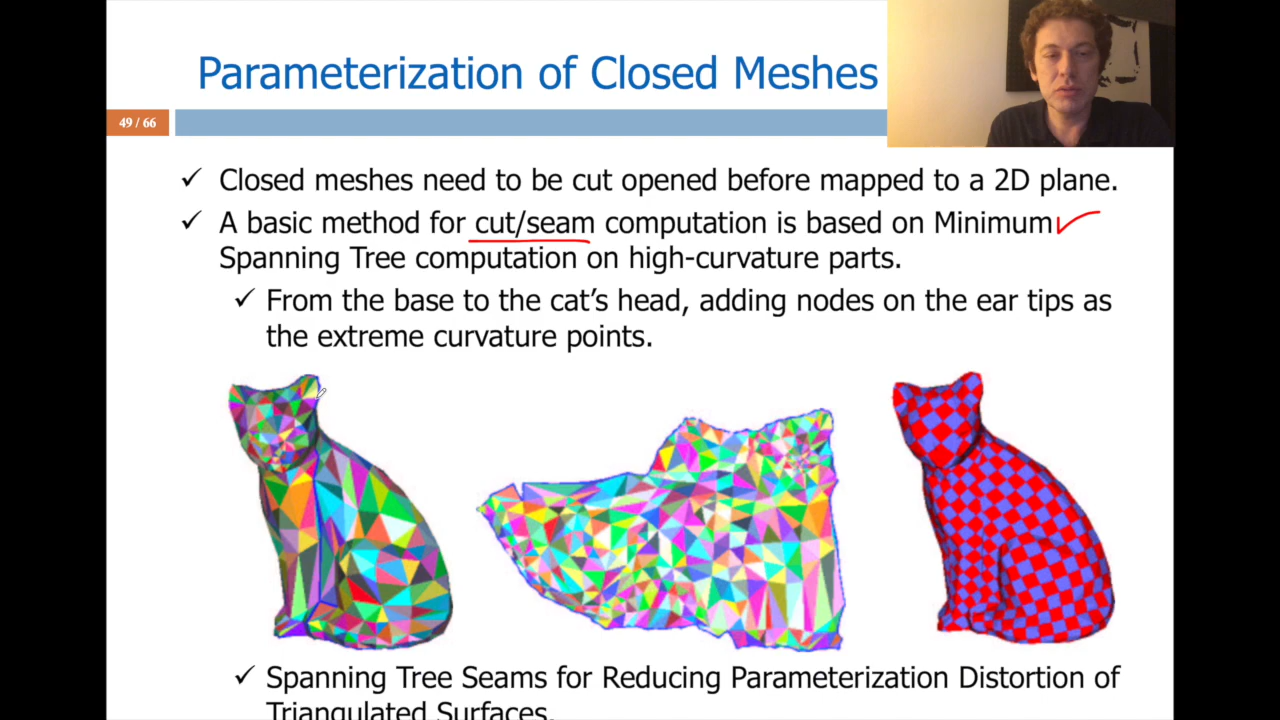 Parameterization of Closed Meshes
49 / 66
✓ Closed meshes need to be cut opened before mapped to a 2D plane.
✓ A basic method for cut/seam computation is based on Minimum
Spanning Tree computation on high-curvature parts.
✓ From the base to the cat's head, adding nodes on the ear tips as
the extreme curvature points.
✓ Spanning Tree Seams for Reducing Parameterization Distortion of
Triangulated Surfaces.